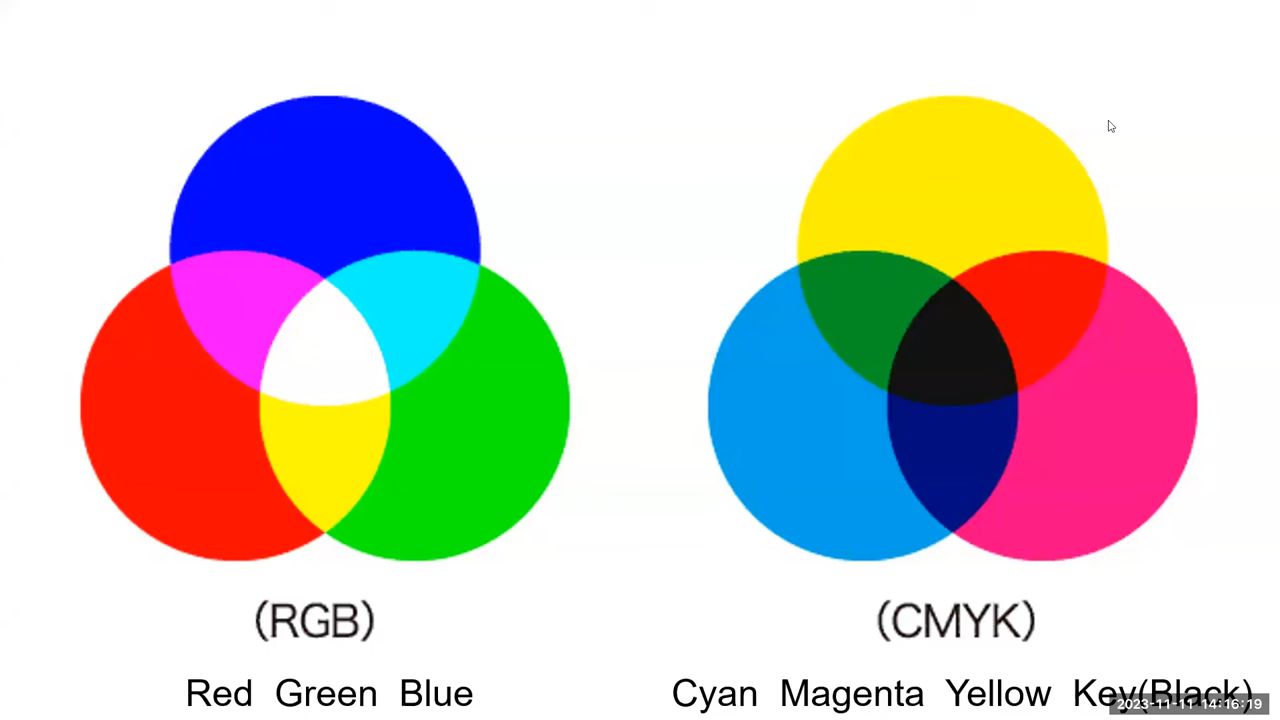 (RGB)
(CMYK)
Red Green Blue
Cyan Magenta Yellow Key(Black)
2023-11-11 14:16:19